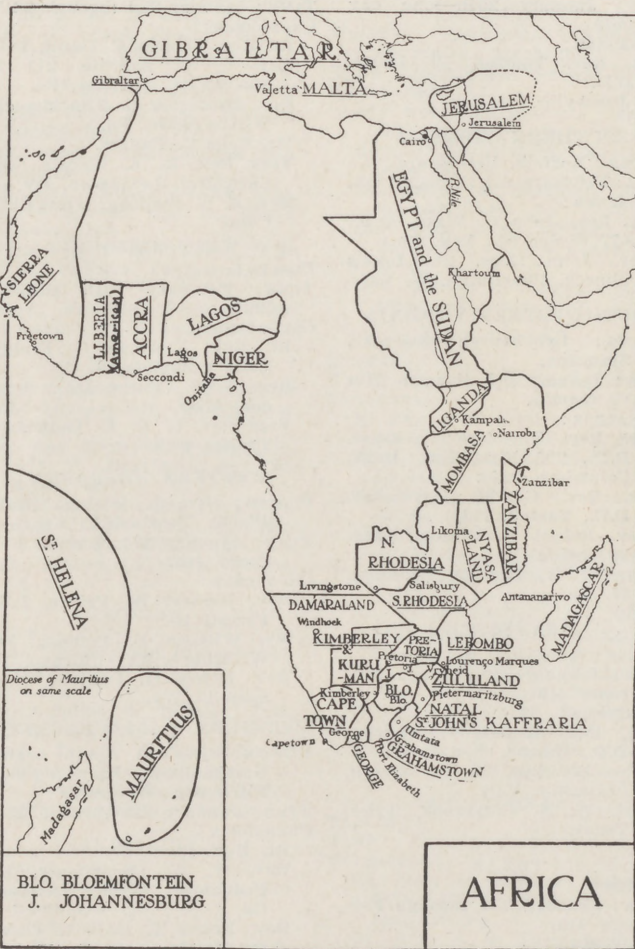 GIBRALTAR
Gibraltar
Valetta MALTA
JERUSALEM
Jerusalem
Cairo
R. Nile
EGYPT and the SUDAN
Khartoum
SIERRA
LEONE
Freetown
LIBERIA
(American)
ACCRA
LAGOS
Lagos
NIGER
Seccondi
Onitsha
UGANDA
Kampala
Nairobi
MOMBASA
Zanzibar
ZANZIBAR
ST. HELENA
N.
RHODESIA
Likoma
NYASA
LAND
Livingstone
Salisbury
S. RHODESIA
Antananarivo
MADAGASCAR
DAMARALAND
Windhoek
KIMBERLEY
&
KURU
-MAN
PRE-
TORIA
Pretoria
J.
J.
LEBOMBO
Lourenço Marques
Vryheid
ZULULAND
Kimberley
BLO.
Blo.
Pietermaritzburg
NATAL
CAPE
TOWN
ST. JOHN'S KAFFRARIA
George
Umtata
Capetown
Grahamstown
GRAHAMSTOWN
GEORGE
Port Elizabeth
Diocese of Mauritius
on same scale
MAURITIUS
Madagasar
BLO. BLOEMFONTEIN
J. JOHANNESBURG
AFRICA